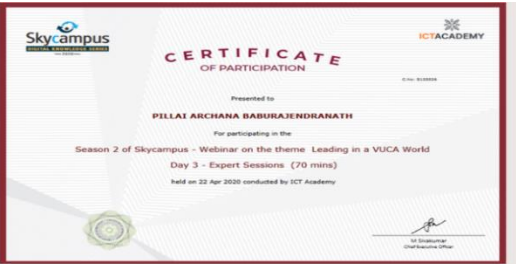 Skycampus
DIGITAL KNOWLEDGE SERIES
ICTACADEMY
CERTIFICATE
OF PARTICIPATION
Presented to
PILLAI ARCHANA BABURAJENDRANATH
For participating in the
Season 2 of Skycampus - Webinar on the theme Leading in a VUCA World
Day 3 - Expert Sessions (70 mins)
held on 22 Apr 2020 conducted by ICT Academy
M Sivakumar
Chief Executive Officer